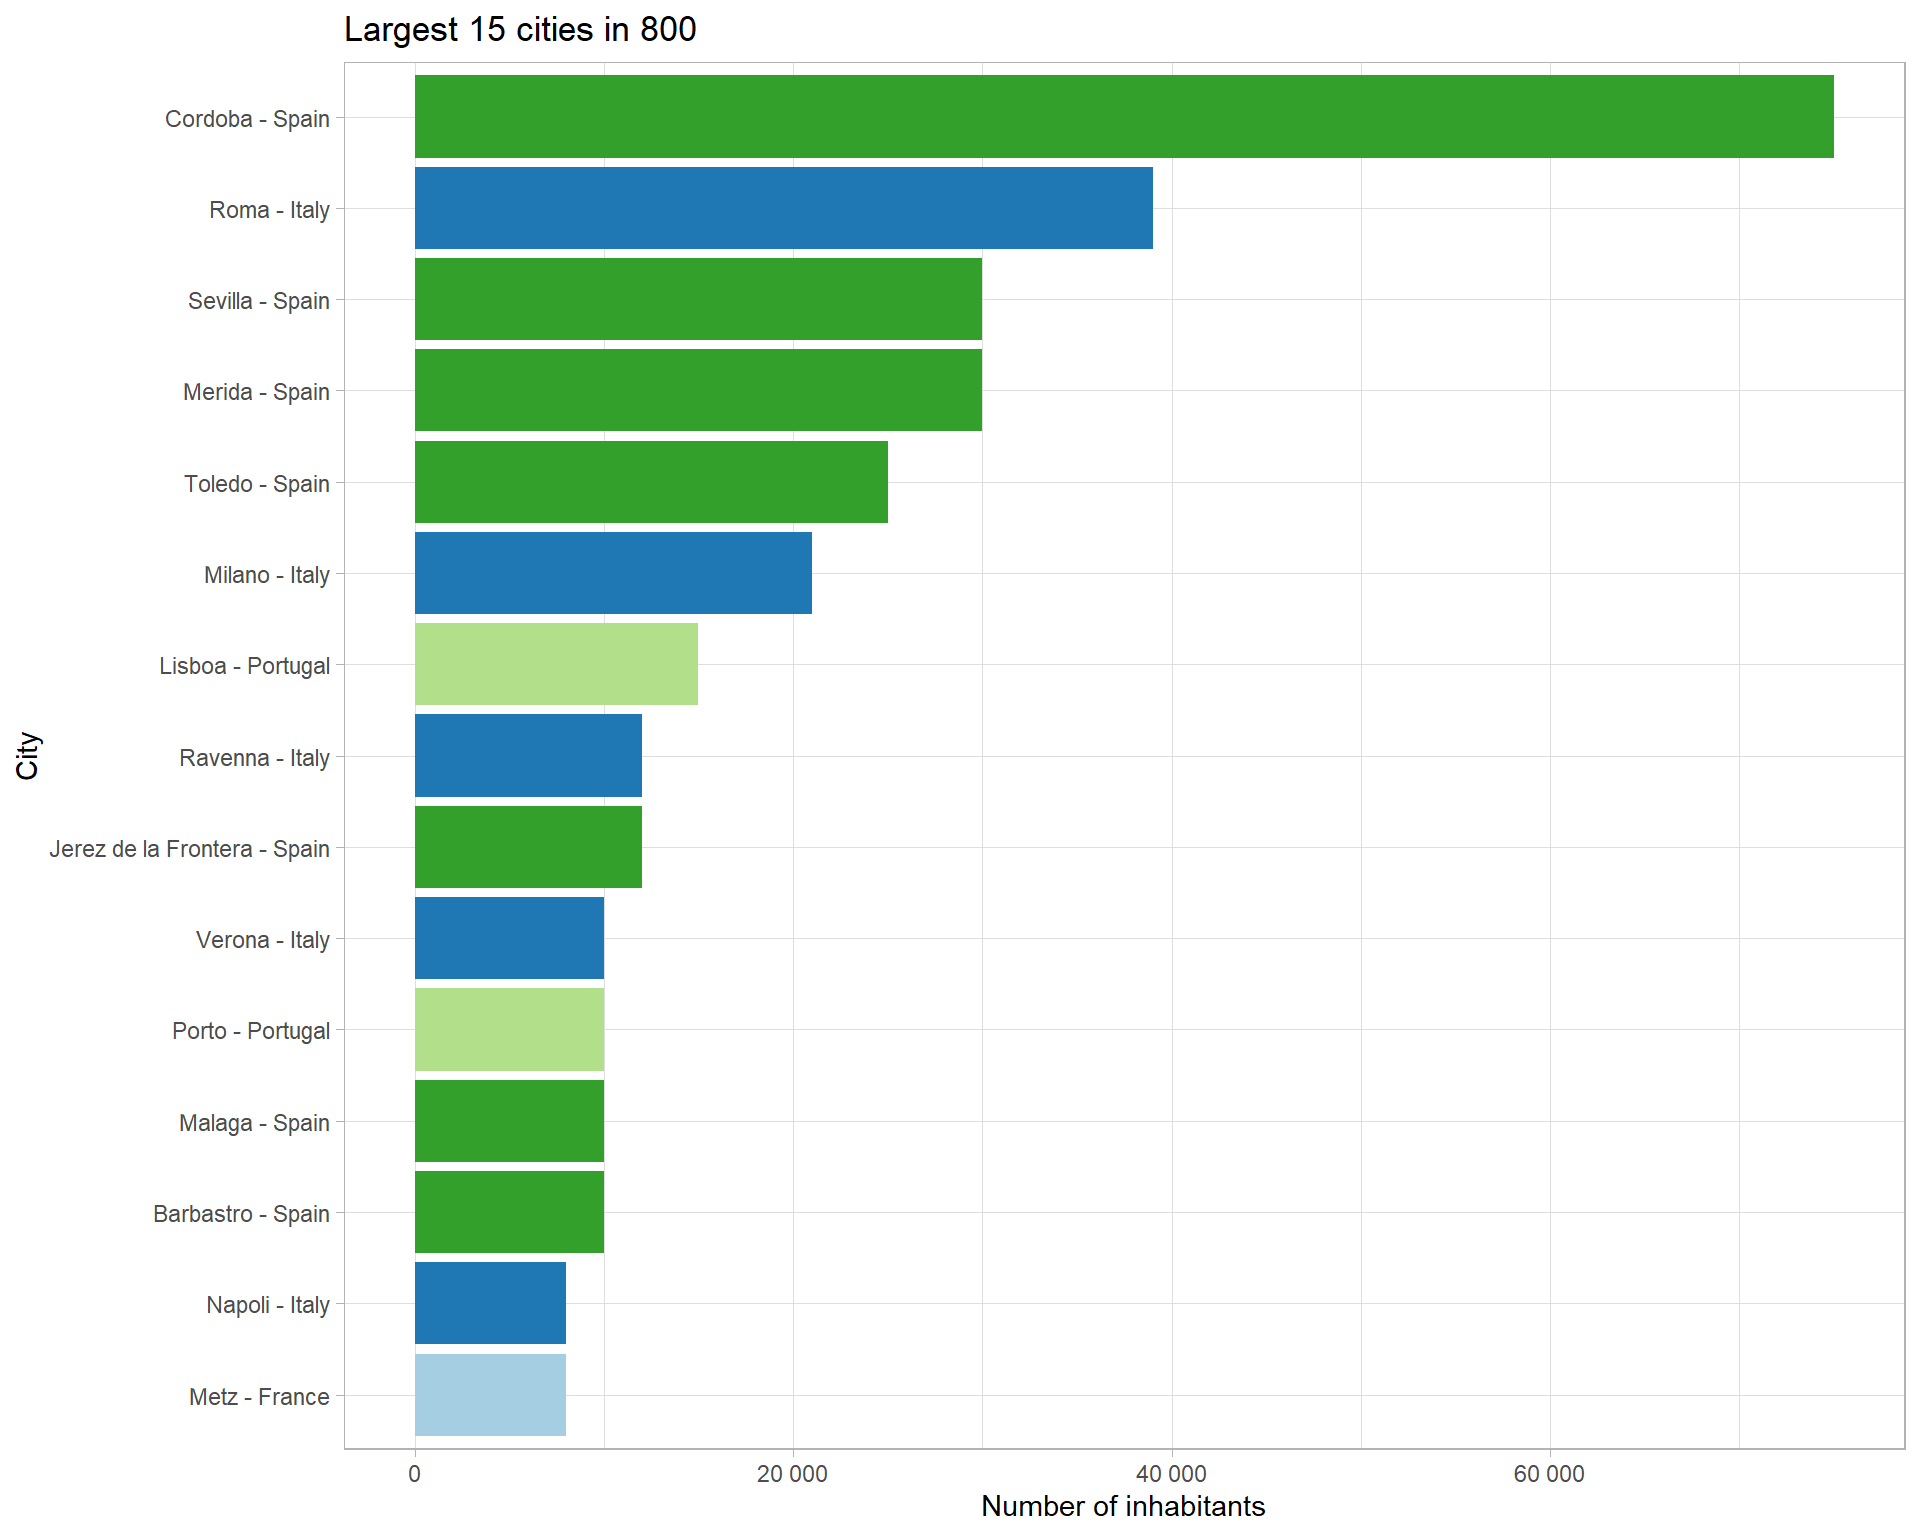 Largest 15 cities in 800
Cordoba - Spain
Roma - Italy
Sevilla - Spain
Merida - Spain
Toledo - Spain
Milano - Italy
Lisboa - Portugal
Ravenna - Italy
Jerez de la Frontera - Spain
Verona - Italy
Porto - Portugal
Malaga - Spain
Barbastro - Spain
Napoli - Italy
Metz - France
City
0 20 000 40 000 60 000
Number of inhabitants